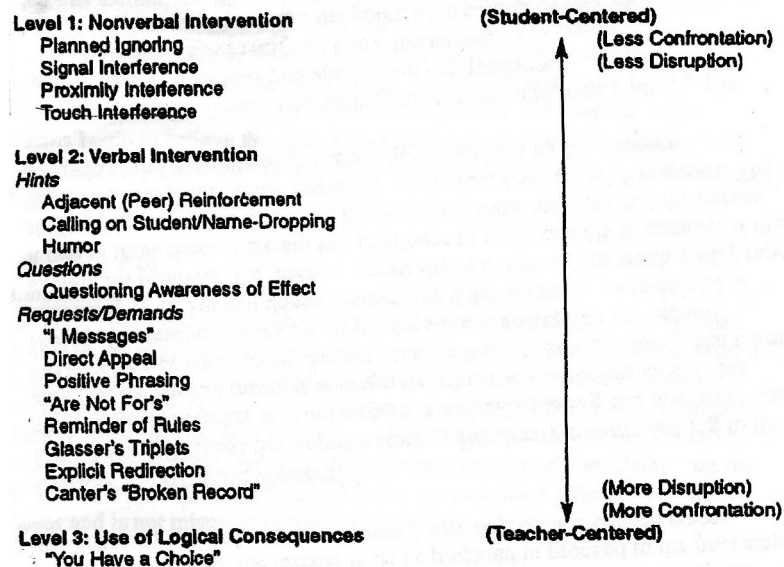 Level 1: Nonverbal Intervention
Planned Ignoring
Signal Interference
Proximity Interference
Touch Interference
Level 2: Verbal Intervention
Hints
Adjacent (Peer) Reinforcement
Calling on Student/Name-Dropping
Humor
Questions
Questioning Awareness of Effect
Requests/Demands
"I Messages"
Direct Appeal
Positive Phrasing
"Are Not For's"
Reminder of Rules
Glasser's Triplets
Explicit Redirection
Canter's "Broken Record"
Level 3: Use of Logical Consequences
"You Have a Choice"
(Student-Centered)
(Less Confrontation)
(Less Disruption)
(More Disruption)
(More Confrontation)
(Teacher-Centered)